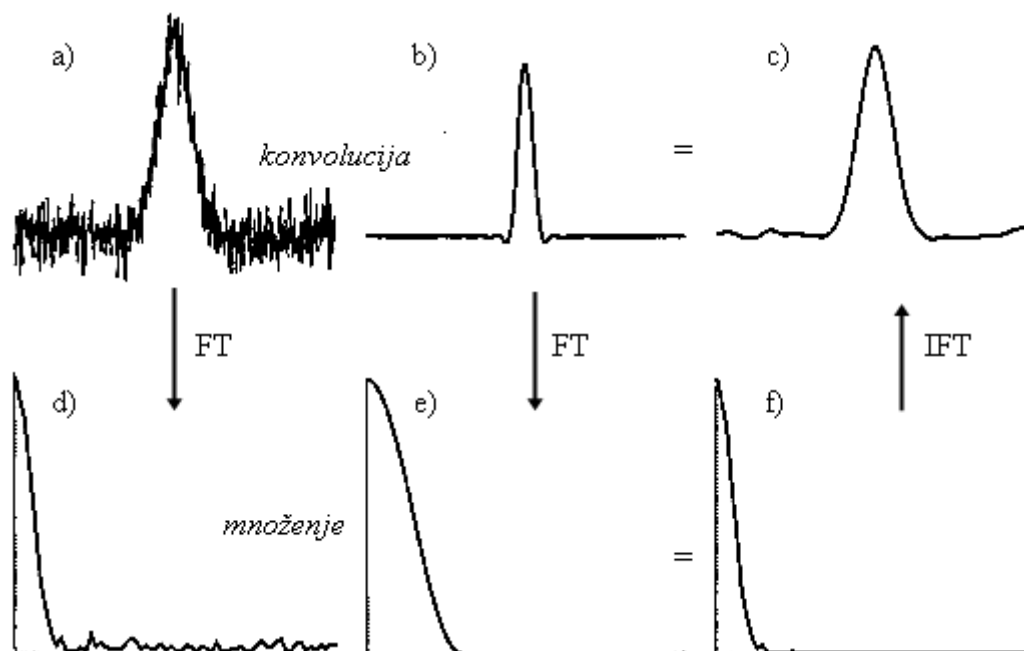 a)
b)
c)
konvolucija
=
FT
FT
IFT
d)
e)
f)
množenje
=